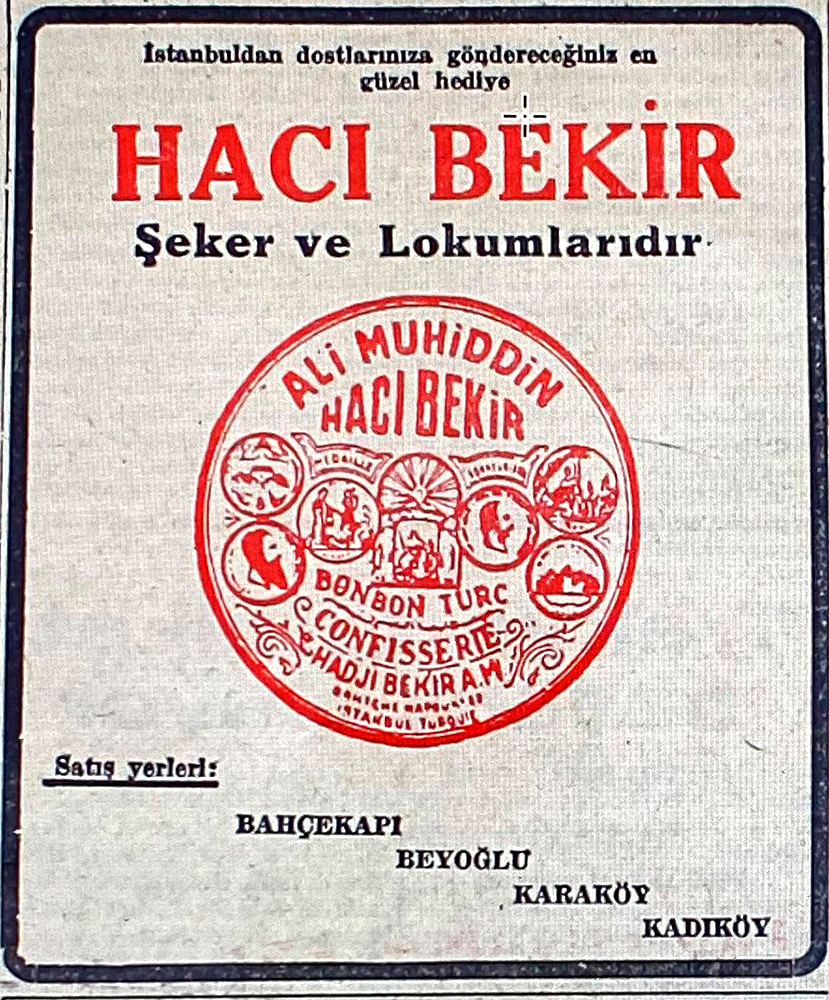 İstanbuldan dostlarınıza göndereceğiniz en
güzel hediye
HACI BEKİR
Şeker ve Lokumlarıdır
ALİ MUHİDDİN
HACI BEKİR
BONBON TURC
CONFISSERIE
HADJI BEKIR A.M.
ISTANBUL TURQUIE
Satış yerleri:
BAHÇEKAPI
BEYOĞLU
KARAKÖY
KADIKÖY